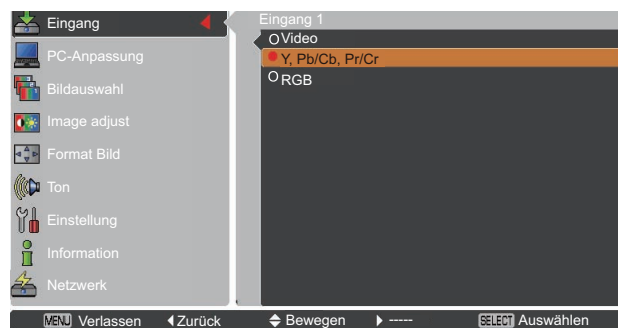 Eingang
PC-Anpassung
Bildauswahl
Image adjust
Format Bild
Ton
Einstellung
Information
Netzwerk
Eingang 1
Video
Y, Pb/Cb, Pr/Cr
RGB
MENU Verlassen Zurück Bewegen ----- SELECT Auswählen